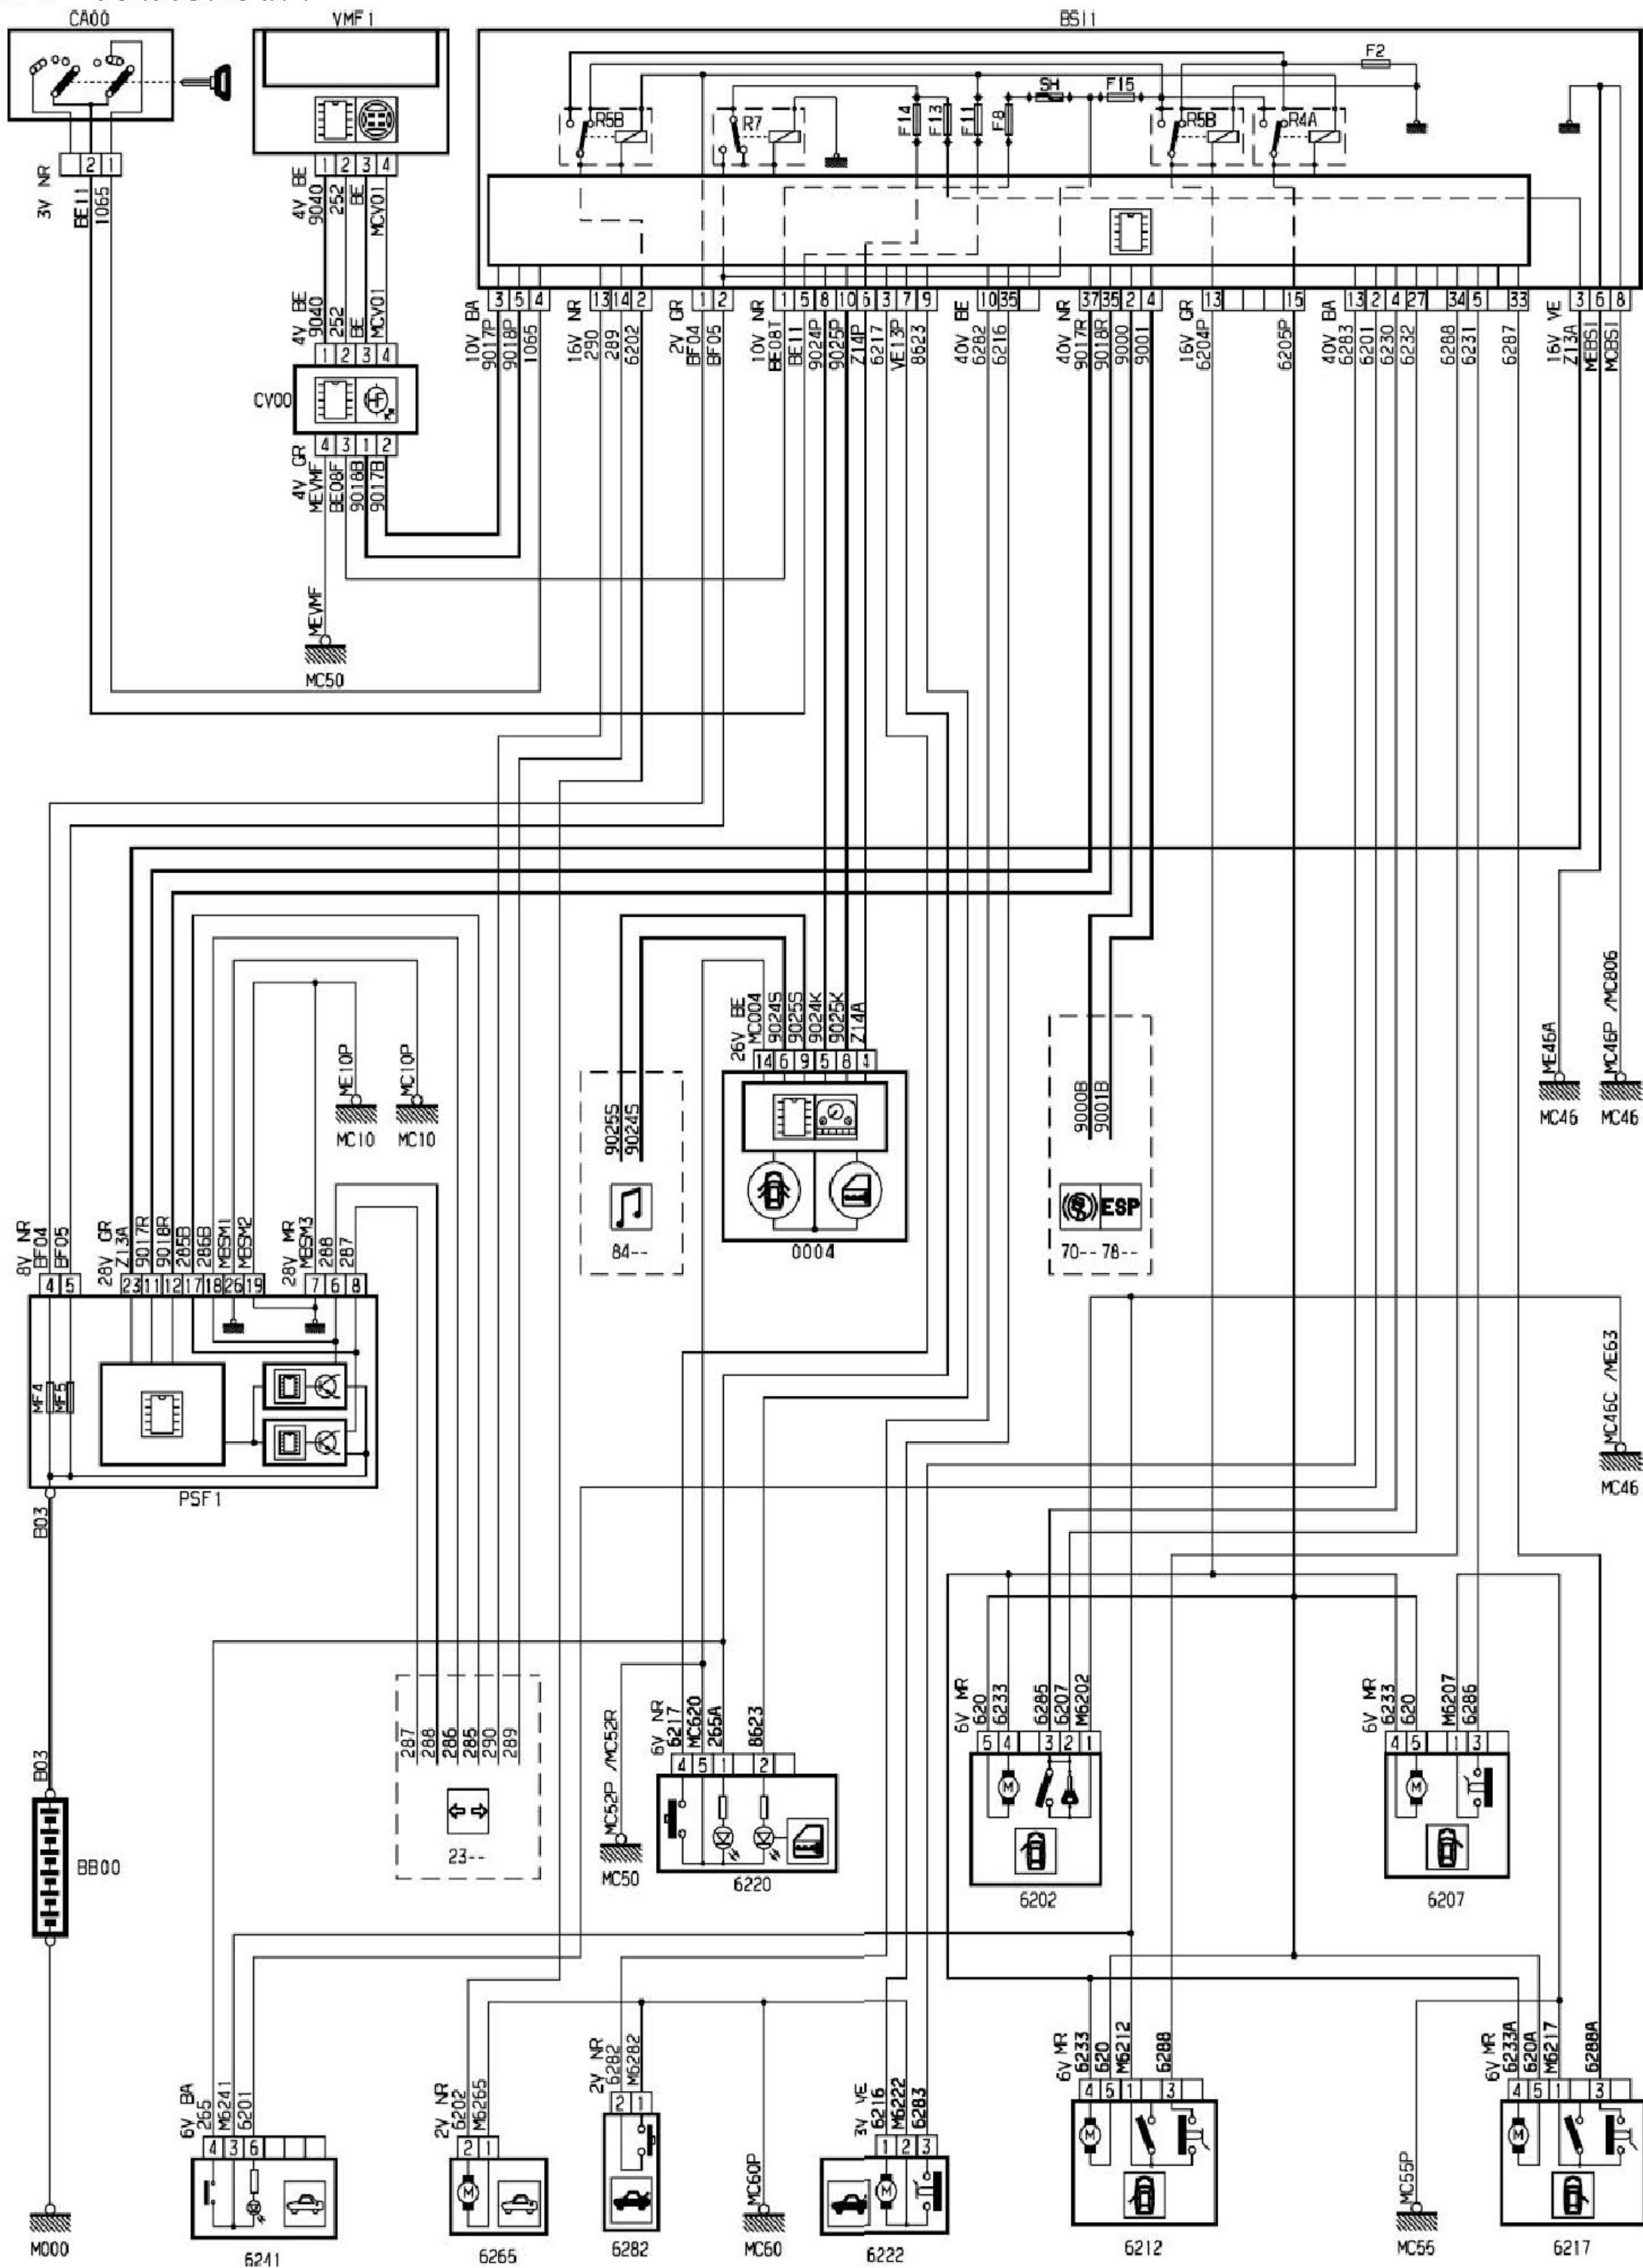 CA00
VMF1
BSI1
F2
SH
F15
R5B
R7
F14
F13
F11
F8
R5B
R4A
3V NR
2 1
BE11
1065
4V BE
1 2 3 4
9040
252
BE
MCV01
4V BE
9040
252
BE
MCV01
1 2 3 4
CV00
HF
4V GR
4 3 1 2
MEVMF
BE08F
9018B
9017B
MEVMF
MC50
10V BA
3 5 4
9017P
9018P
1065
16V NR
13 14 2
290
289
6202
2V GR
1 2
BF04
BF05
10V NR
1 5 8 10 6 3 7 9
BE08T
BE11
9024P
9025P
Z14P
6217
VE13P
8623
40V BE
10 35
6282
6216
40V NR
37 35 2 4
9017R
9018R
9000
9001
16V GR
13 15
6204P
6205P
40V BA
13 2 4 27 34 5 33
6283
6201
6230
6232
6288
6231
6287
16V VE
3 6 8
Z13A
MEBSI
MCBSI
ME46A
MC46
MC46P /MC806
MC46
ME10P
MC10
MC10P
MC10
26V BE
MC004
9024S
9025S
9024K
9025K
Z14A
14 6 9 5 8 4
0004
9025S
9024S
84--
9000B
9001B
ESP
70-- 78--
8V NR
BF04
BF05
4 5
28V GR
Z13A
9017R
9018R
285B
286B
MBSM1
MBSM2
23 11 12 17 18 26 19
28V MR
MBSM3
288
287
7 6 8
MF4
MF5
PSF1
B03
B03
BB00
M000
MC46C /ME63
MC46
287
288
286
285
290
289
23--
MC52P /MC52R
MC50
6V NR
6217
MC620
265A
8623
4 5 1 2
6220
6V MR
620
6233
6285
6207
M6202
5 4 3 2 1
M
6202
6V MR
6233
620
M6207
6286
4 5 1 3
M
6207
6V BA
265
M6241
6201
4 3 6
6241
2V NR
6202
M6265
2 1
M
6265
2V NR
6282
M6282
2 1
6282
MC60P
MC60
3V VE
6216
M6222
6283
1 2 3
M
6222
6V MR
6233
620
M6212
6288
4 5 1 3
M
6212
MC55P
MC55
6V MR
6233A
620A
M6217
6288A
4 5 1 3
M
6217